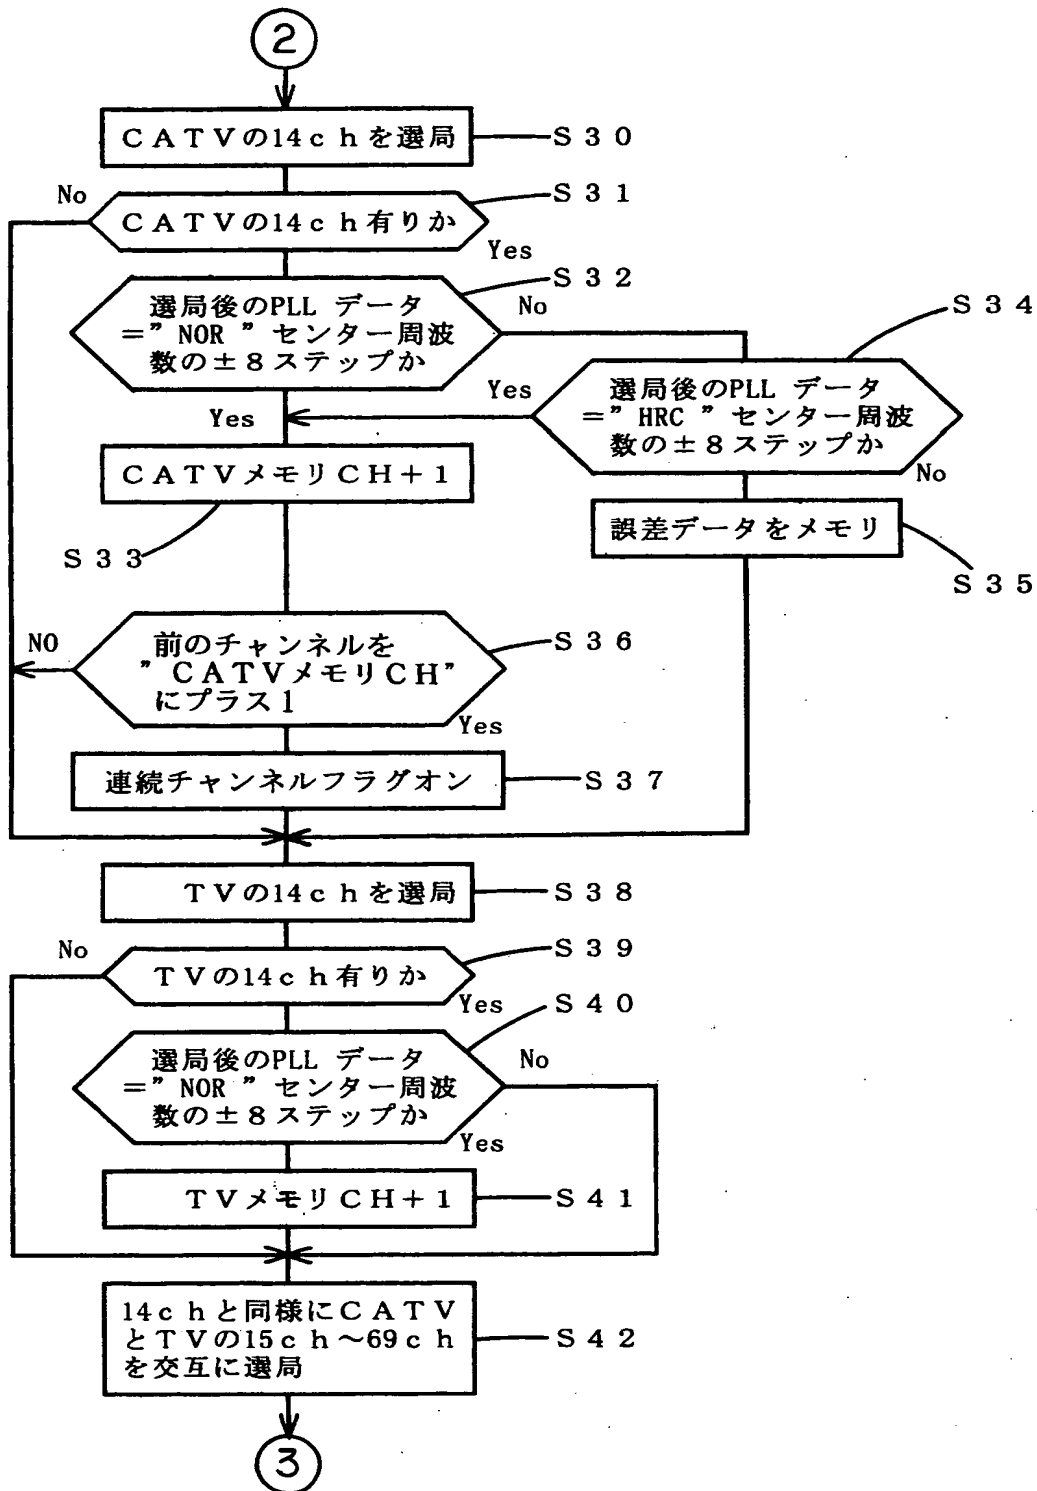 ②
CATVの14chを選局
S30
No
CATVの14ch有りか
S31
Yes
選局後のPLL データ
=”NOR ”センター周波
数の±8ステップか
S32
No
Yes
選局後のPLL データ
=”HRC ”センター周波
数の±8ステップか
S34
Yes
No
CATVメモリCH+1
S33
誤差データをメモリ
S35
前のチャンネルを
”CATVメモリCH”
にプラス1
S36
NO
Yes
連続チャンネルフラグオン
S37
TVの14chを選局
S38
No
TVの14ch有りか
S39
Yes
選局後のPLL データ
=”NOR ”センター周波
数の±8ステップか
S40
No
Yes
TVメモリCH+1
S41
14chと同様にCATV
とTVの15ch~69ch
を交互に選局
S42
③